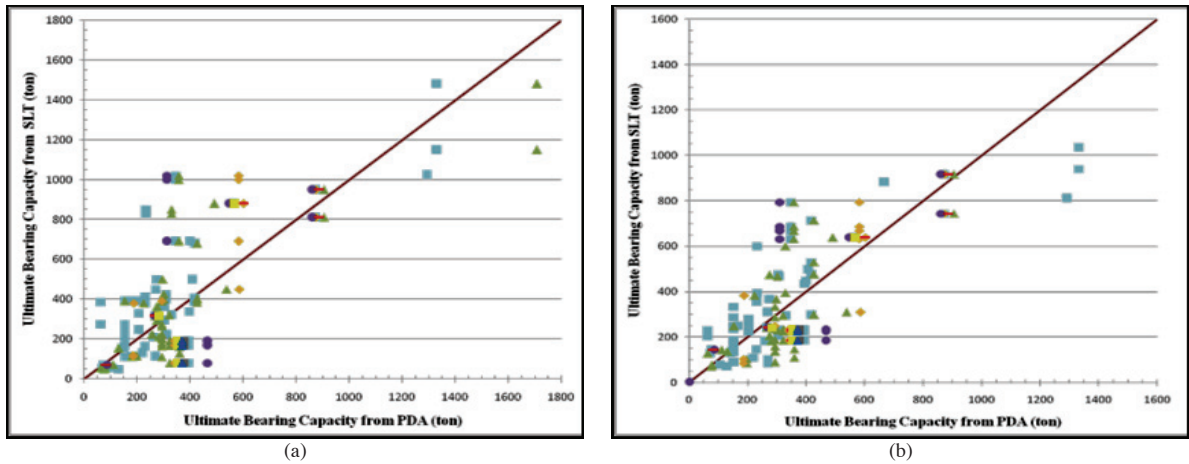 1800
1600
1400
1200
1000
800
600
400
200
0
Ultimate Bearing Capacity from SLT (ton)
0 200 400 600 800 1000 1200 1400 1600 1800
Ultimate Bearing Capacity from PDA (ton)
(a)
1600
1400
1200
1000
800
600
400
200
0
Ultimate Bearing Capacity from SLT (ton)
0 200 400 600 800 1000 1200 1400 1600
Ultimate Bearing Capacity from PDA (ton)
(b)